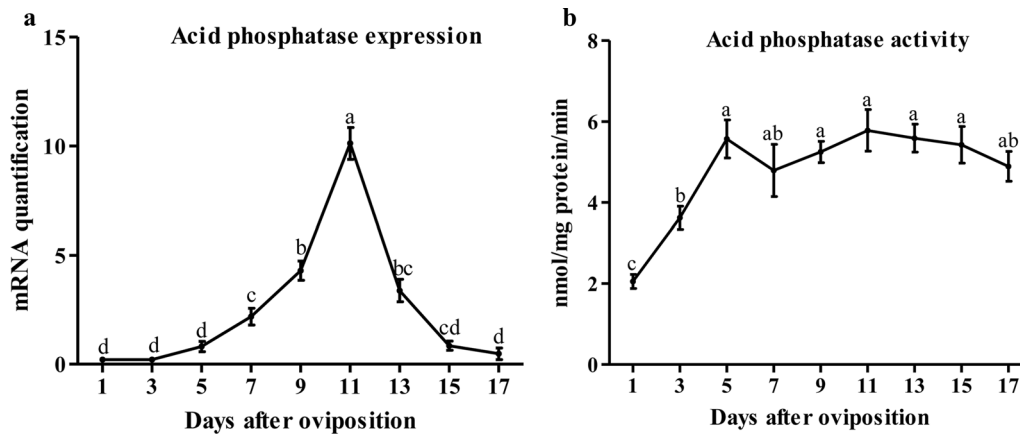 a
Acid phosphatase expression
mRNA quantification
15
10
5
0
d
d
d
c
b
a
bc
cd
d
1 3 5 7 9 11 13 15 17
Days after oviposition
b
Acid phosphatase activity
nmol/mg protein/min
8
6
4
2
0
c
b
a
ab
a
a
a
a
ab
1 3 5 7 9 11 13 15 17
Days after oviposition